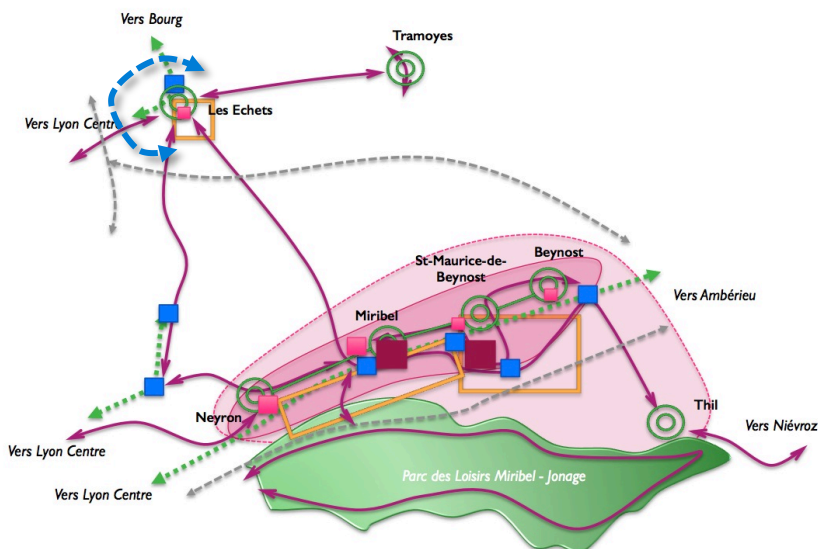 Vers Bourg
Tramoyes
Les Echets
Vers Lyon Centre
St-Maurice-de-
Beynost
Beynost
Vers Ambérieu
Miribel
Neyron
Thil
Vers Niévroz
Vers Lyon Centre
Parc des Loisirs Miribel - Jonage
Vers Lyon Centre